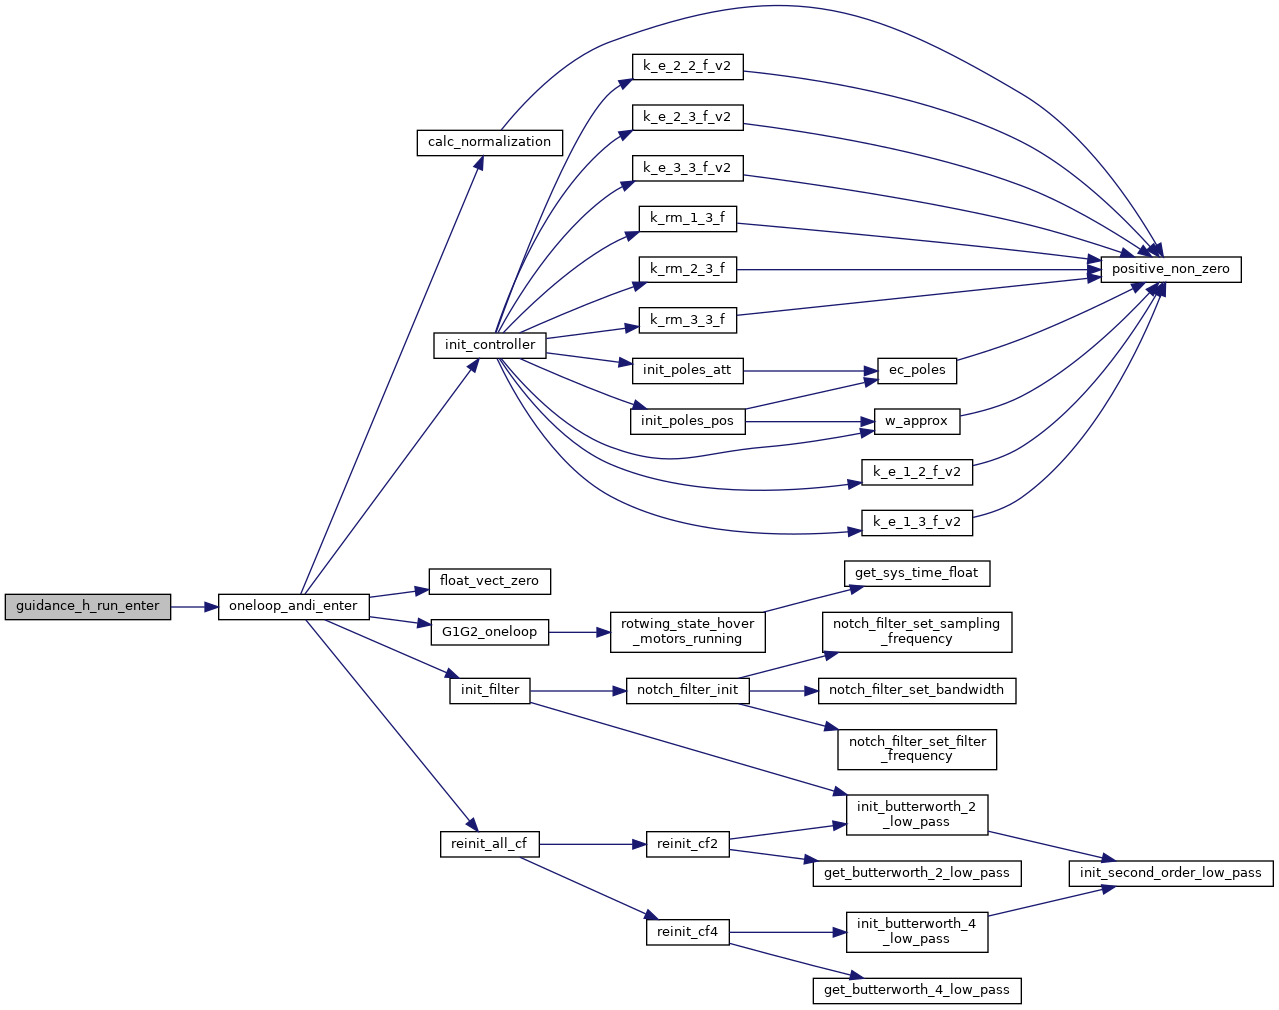 k_e_2_2_f_v2
k_e_2_3_f_v2
calc_normalization
k_e_3_3_f_v2
k_rm_1_3_f
k_rm_2_3_f
positive_non_zero
k_rm_3_3_f
init_controller
init_poles_att
ec_poles
init_poles_pos
w_approx
k_e_1_2_f_v2
k_e_1_3_f_v2
get_sys_time_float
float_vect_zero
guidance_h_run_enter
oneloop_andi_enter
G1G2_oneloop
rotwing_state_hover
_motors_running
notch_filter_set_sampling
_frequency
init_filter
notch_filter_init
notch_filter_set_bandwidth
notch_filter_set_filter
_frequency
init_butterworth_2
_low_pass
reinit_all_cf
reinit_cf2
get_butterworth_2_low_pass
init_second_order_low_pass
reinit_cf4
init_butterworth_4
_low_pass
get_butterworth_4_low_pass